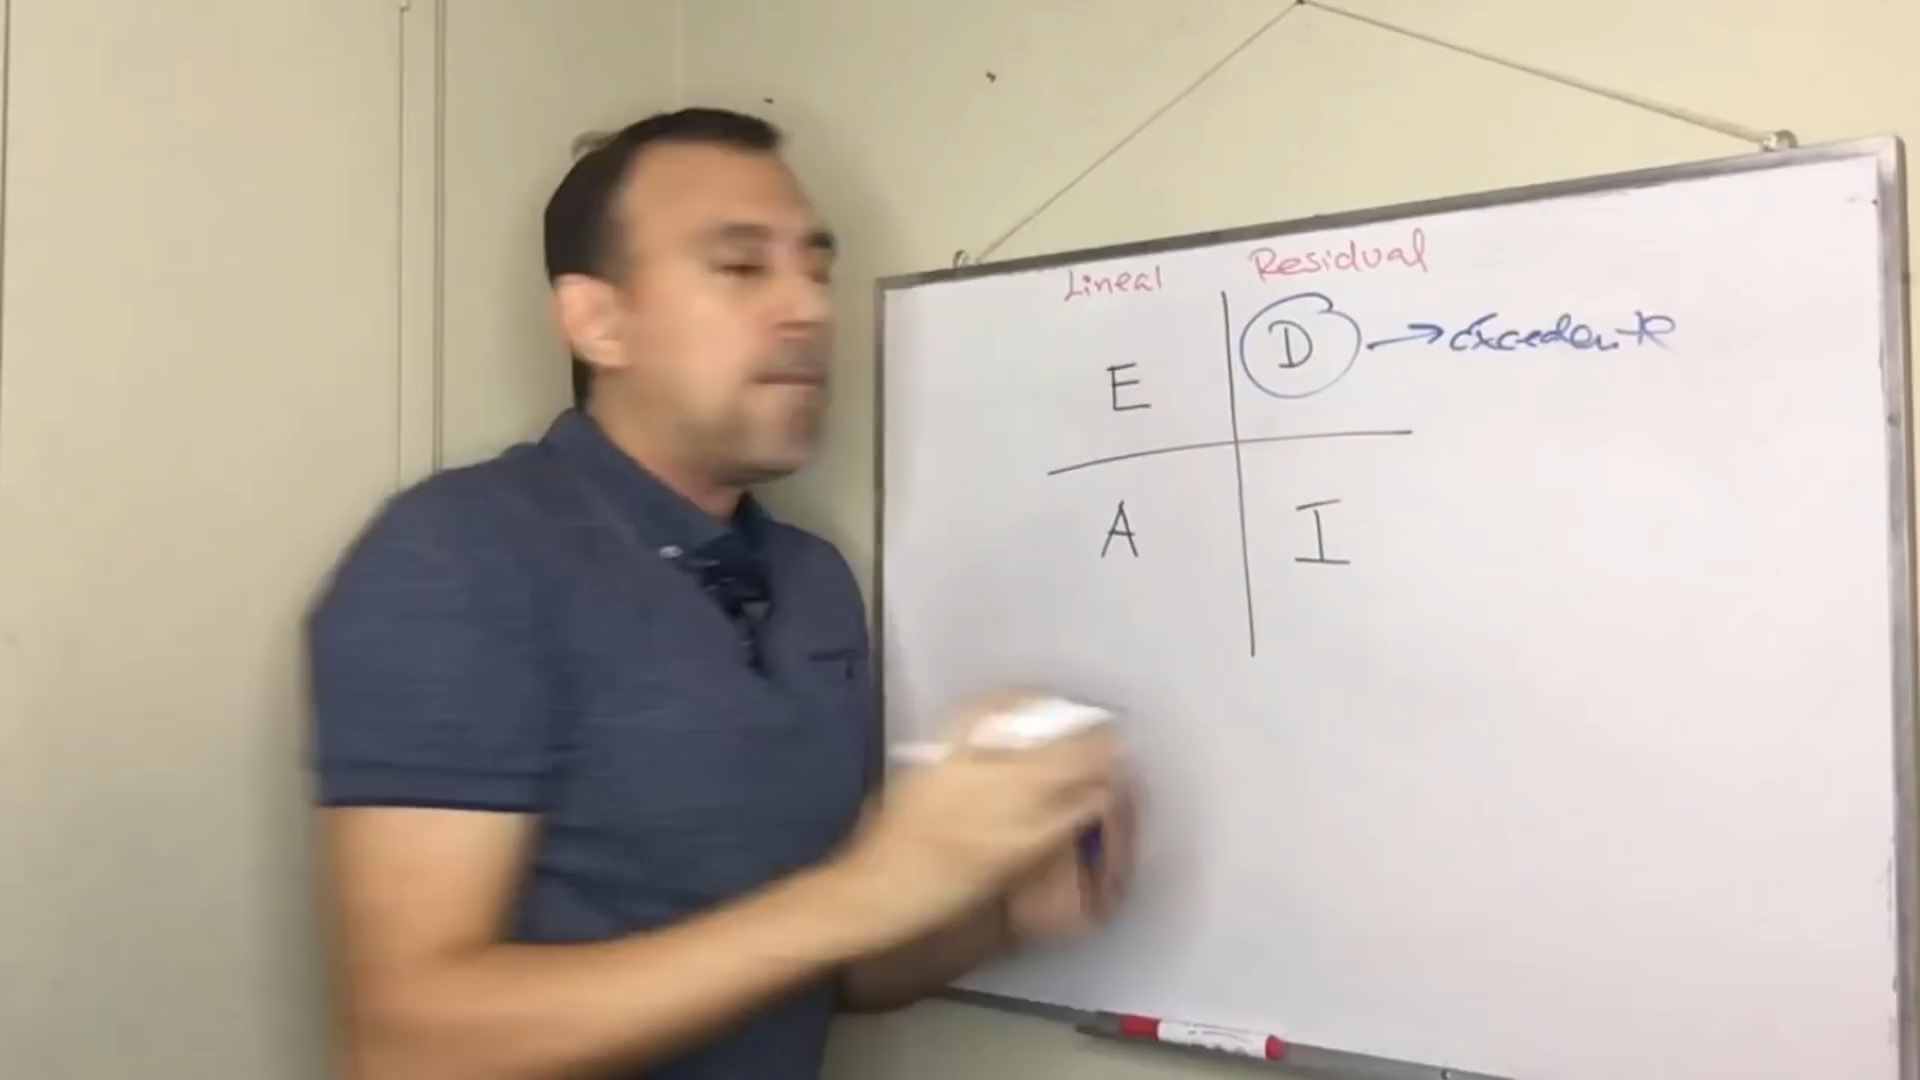 Lineal Residual
E D → excedente
A I